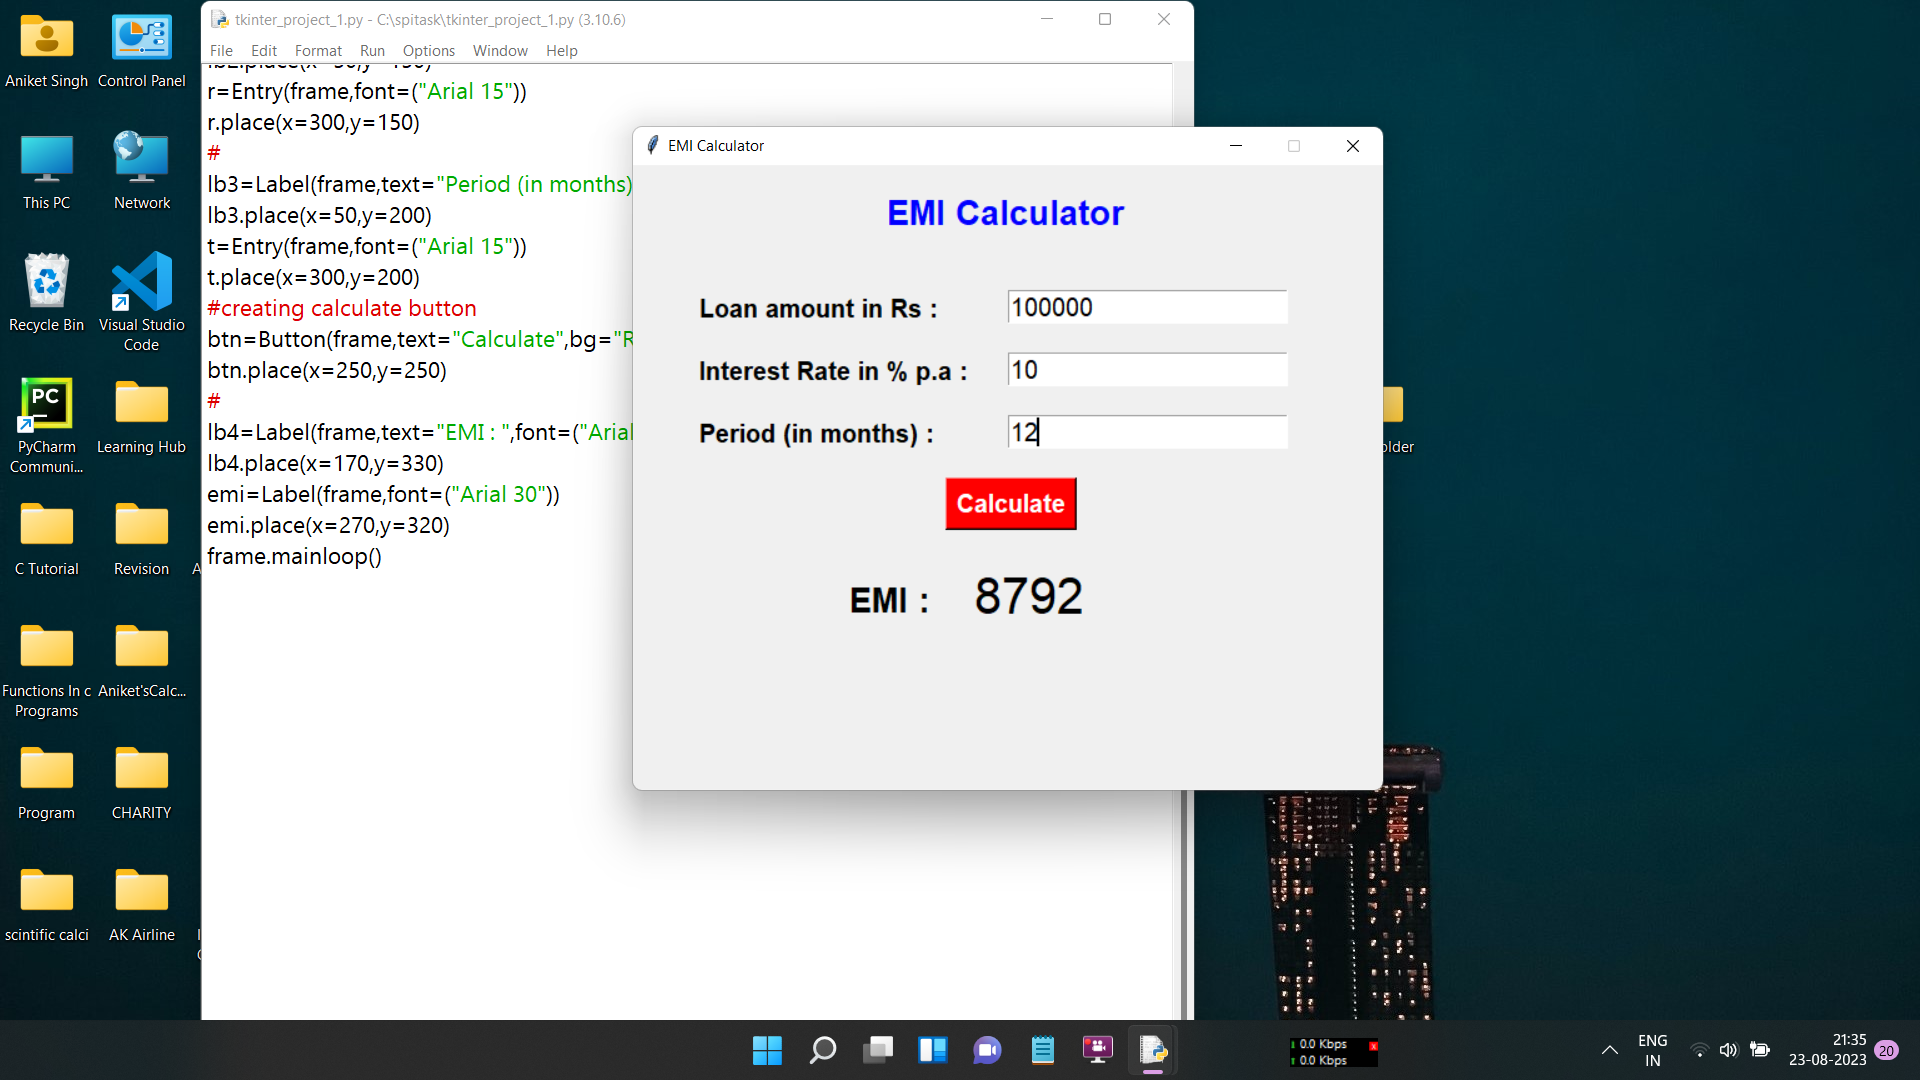 Aniket Singh
Control Panel
This PC
Network
Recycle Bin
Visual Studio
Code
PC
PyCharm
Communi...
Learning Hub
C Tutorial
Revision
Functions In c
Programs
Aniket'sCalc...
Program
CHARITY
scintific calci
AK Airline
tkinter_project_1.py - C:\spitask\tkinter_project_1.py (3.10.6)
File Edit Format Run Options Window Help
r=Entry(frame,font=("Arial 15"))
r.place(x=300,y=150)
#
lb3=Label(frame,text="Period (in months)
lb3.place(x=50,y=200)
t=Entry(frame,font=("Arial 15"))
t.place(x=300,y=200)
#creating calculate button
btn=Button(frame,text="Calculate",bg="R
btn.place(x=250,y=250)
#
lb4=Label(frame,text="EMI : ",font=("Arial
lb4.place(x=170,y=330)
emi=Label(frame,font=("Arial 30"))
emi.place(x=270,y=320)
frame.mainloop()
EMI Calculator
EMI Calculator
Loan amount in Rs : 100000
Interest Rate in % p.a : 10
Period (in months) : 12
Calculate
EMI : 8792
older
0.0 Kbps
0.0 Kbps
ENG
IN
21:35
23-08-2023
20